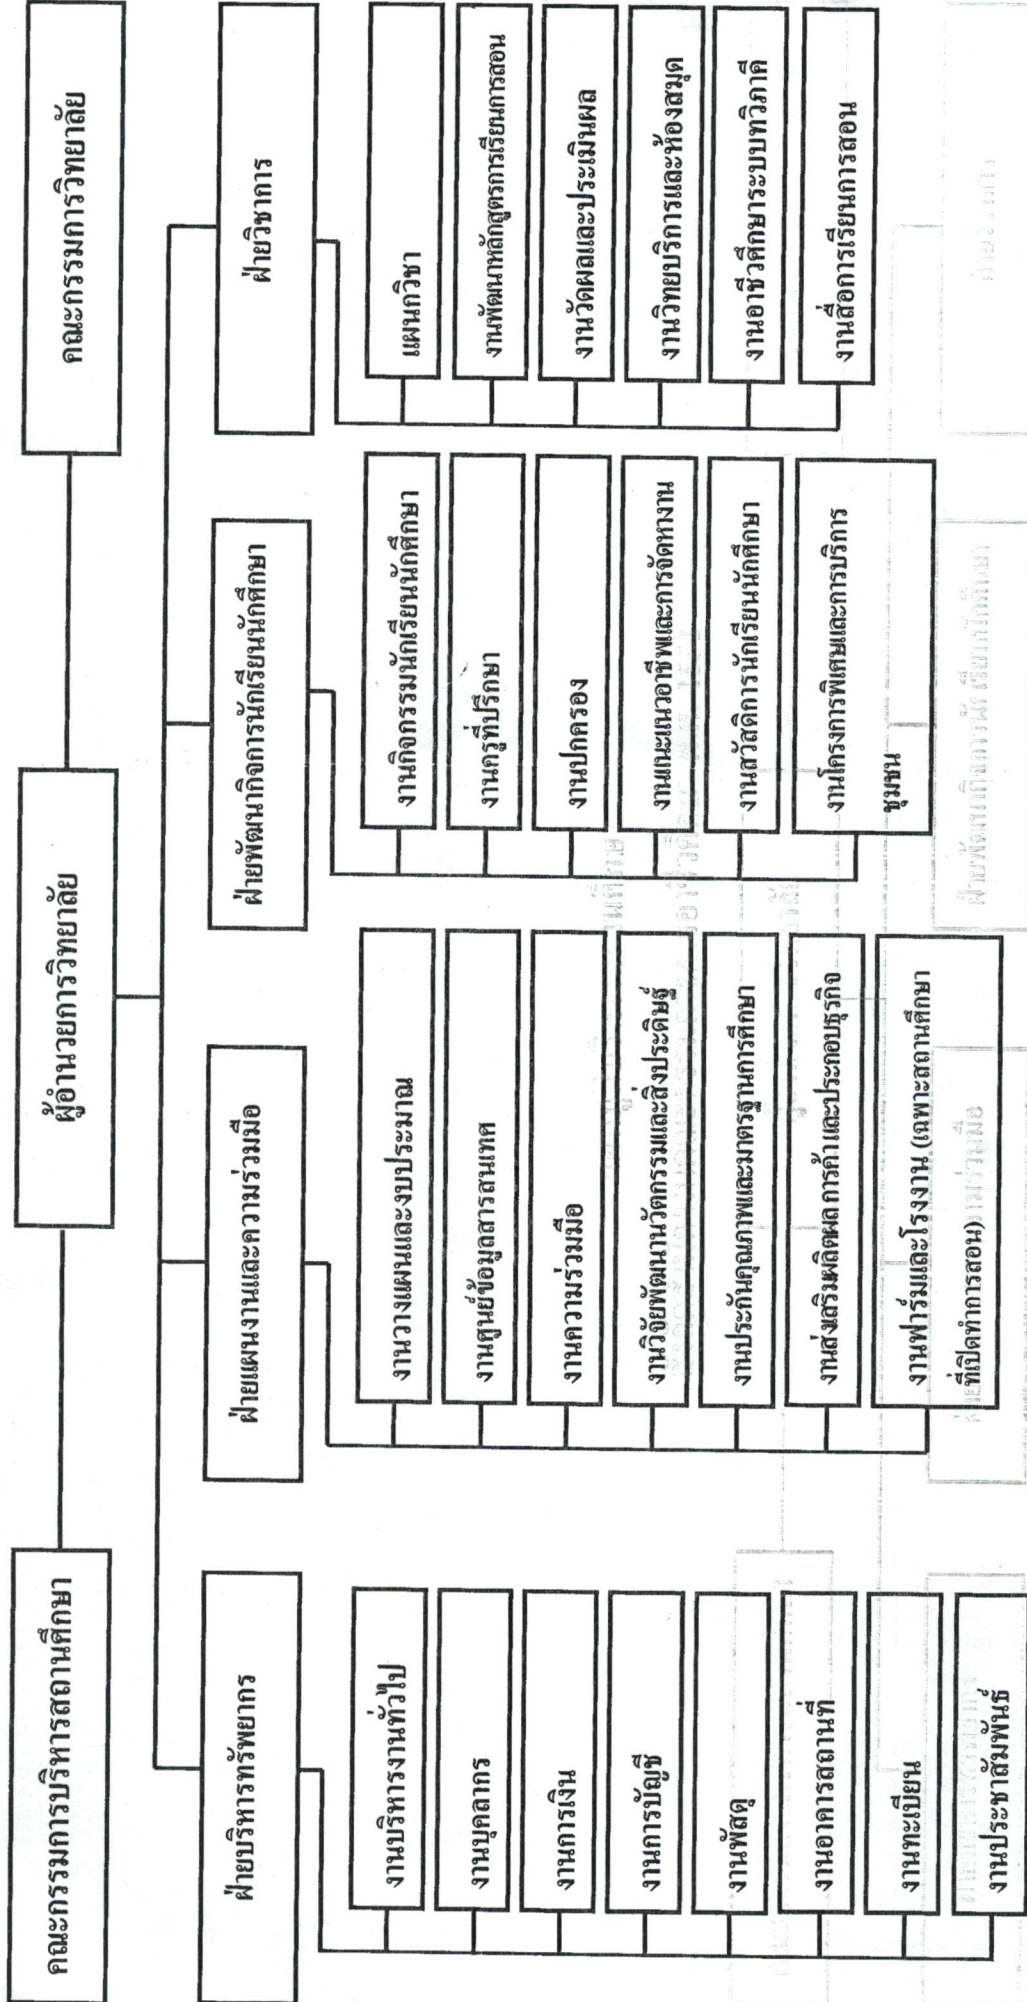 คณะกรรมการบริหารสถานศึกษา
ผู้อำนวยการวิทยาลัย
คณะกรรมการวิทยาลัย
ฝ่ายบริหารทรัพยากร
งานบริหารงานทั่วไป
งานบุคลากร
งานการเงิน
งานการบัญชี
งานพัสดุ
งานอาคารสถานที่
งานทะเบียน
งานประชาสัมพันธ์
ฝ่ายแผนงานและความร่วมมือ
งานวางแผนและงบประมาณ
งานศูนย์ข้อมูลสารสนเทศ
งานความร่วมมือ
งานวิจัยพัฒนานวัตกรรมและสิ่งประดิษฐ์
งานประกันคุณภาพและมาตรฐานการศึกษา
งานส่งเสริมผลิตผล การค้า และประกอบธุรกิจ
งานฟาร์มและโรงงาน (เฉพาะสถานศึกษา
ที่เปิดทำการสอน)
ฝ่ายพัฒนากิจการนักเรียนนักศึกษา
งานกิจกรรมนักเรียนนักศึกษา
งานครูที่ปรึกษา
งานปกครอง
งานแนะแนวอาชีพและการจัดหางาน
งานสวัสดิการนักเรียนนักศึกษา
งานโครงการพิเศษและการบริการ
ชุมชน
ฝ่ายวิชาการ
แผนกวิชา
งานพัฒนาหลักสูตรการเรียนการสอน
งานวัดผลและประเมินผล
งานวิทยบริการและห้องสมุด
งานอาชีวศึกษาระบบทวิภาคี
งานสื่อการเรียนการสอน